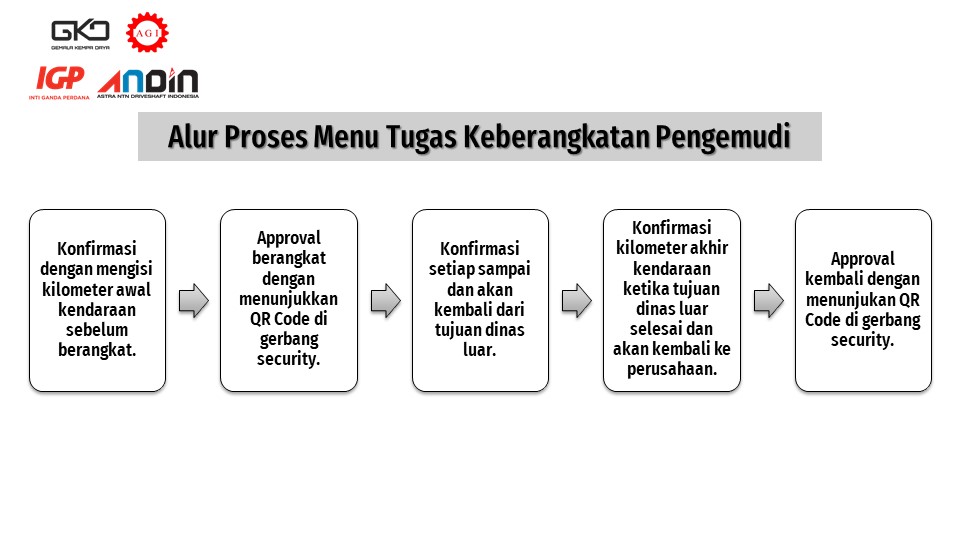 GKD
GEMALA KEMPA DAYA
AGI
IGP
INTI GANDA PERDANA
ANDIN
ASTRA NTN DRIVESHAFT INDONESIA
Alur Proses Menu Tugas Keberangkatan Pengemudi
Konfirmasi
dengan mengisi
kilometer awal
kendaraan
sebelum
berangkat.
Approval
berangkat
dengan
menunjukkan
QR Code di
gerbang
security.
Konfirmasi
setiap sampai
dan akan
kembali dari
tujuan dinas
luar.
Konfirmasi
kilometer akhir
kendaraan
ketika tujuan
dinas luar
selesai dan
akan kembali ke
perusahaan.
Approval
kembali dengan
menunjukan QR
Code di gerbang
security.